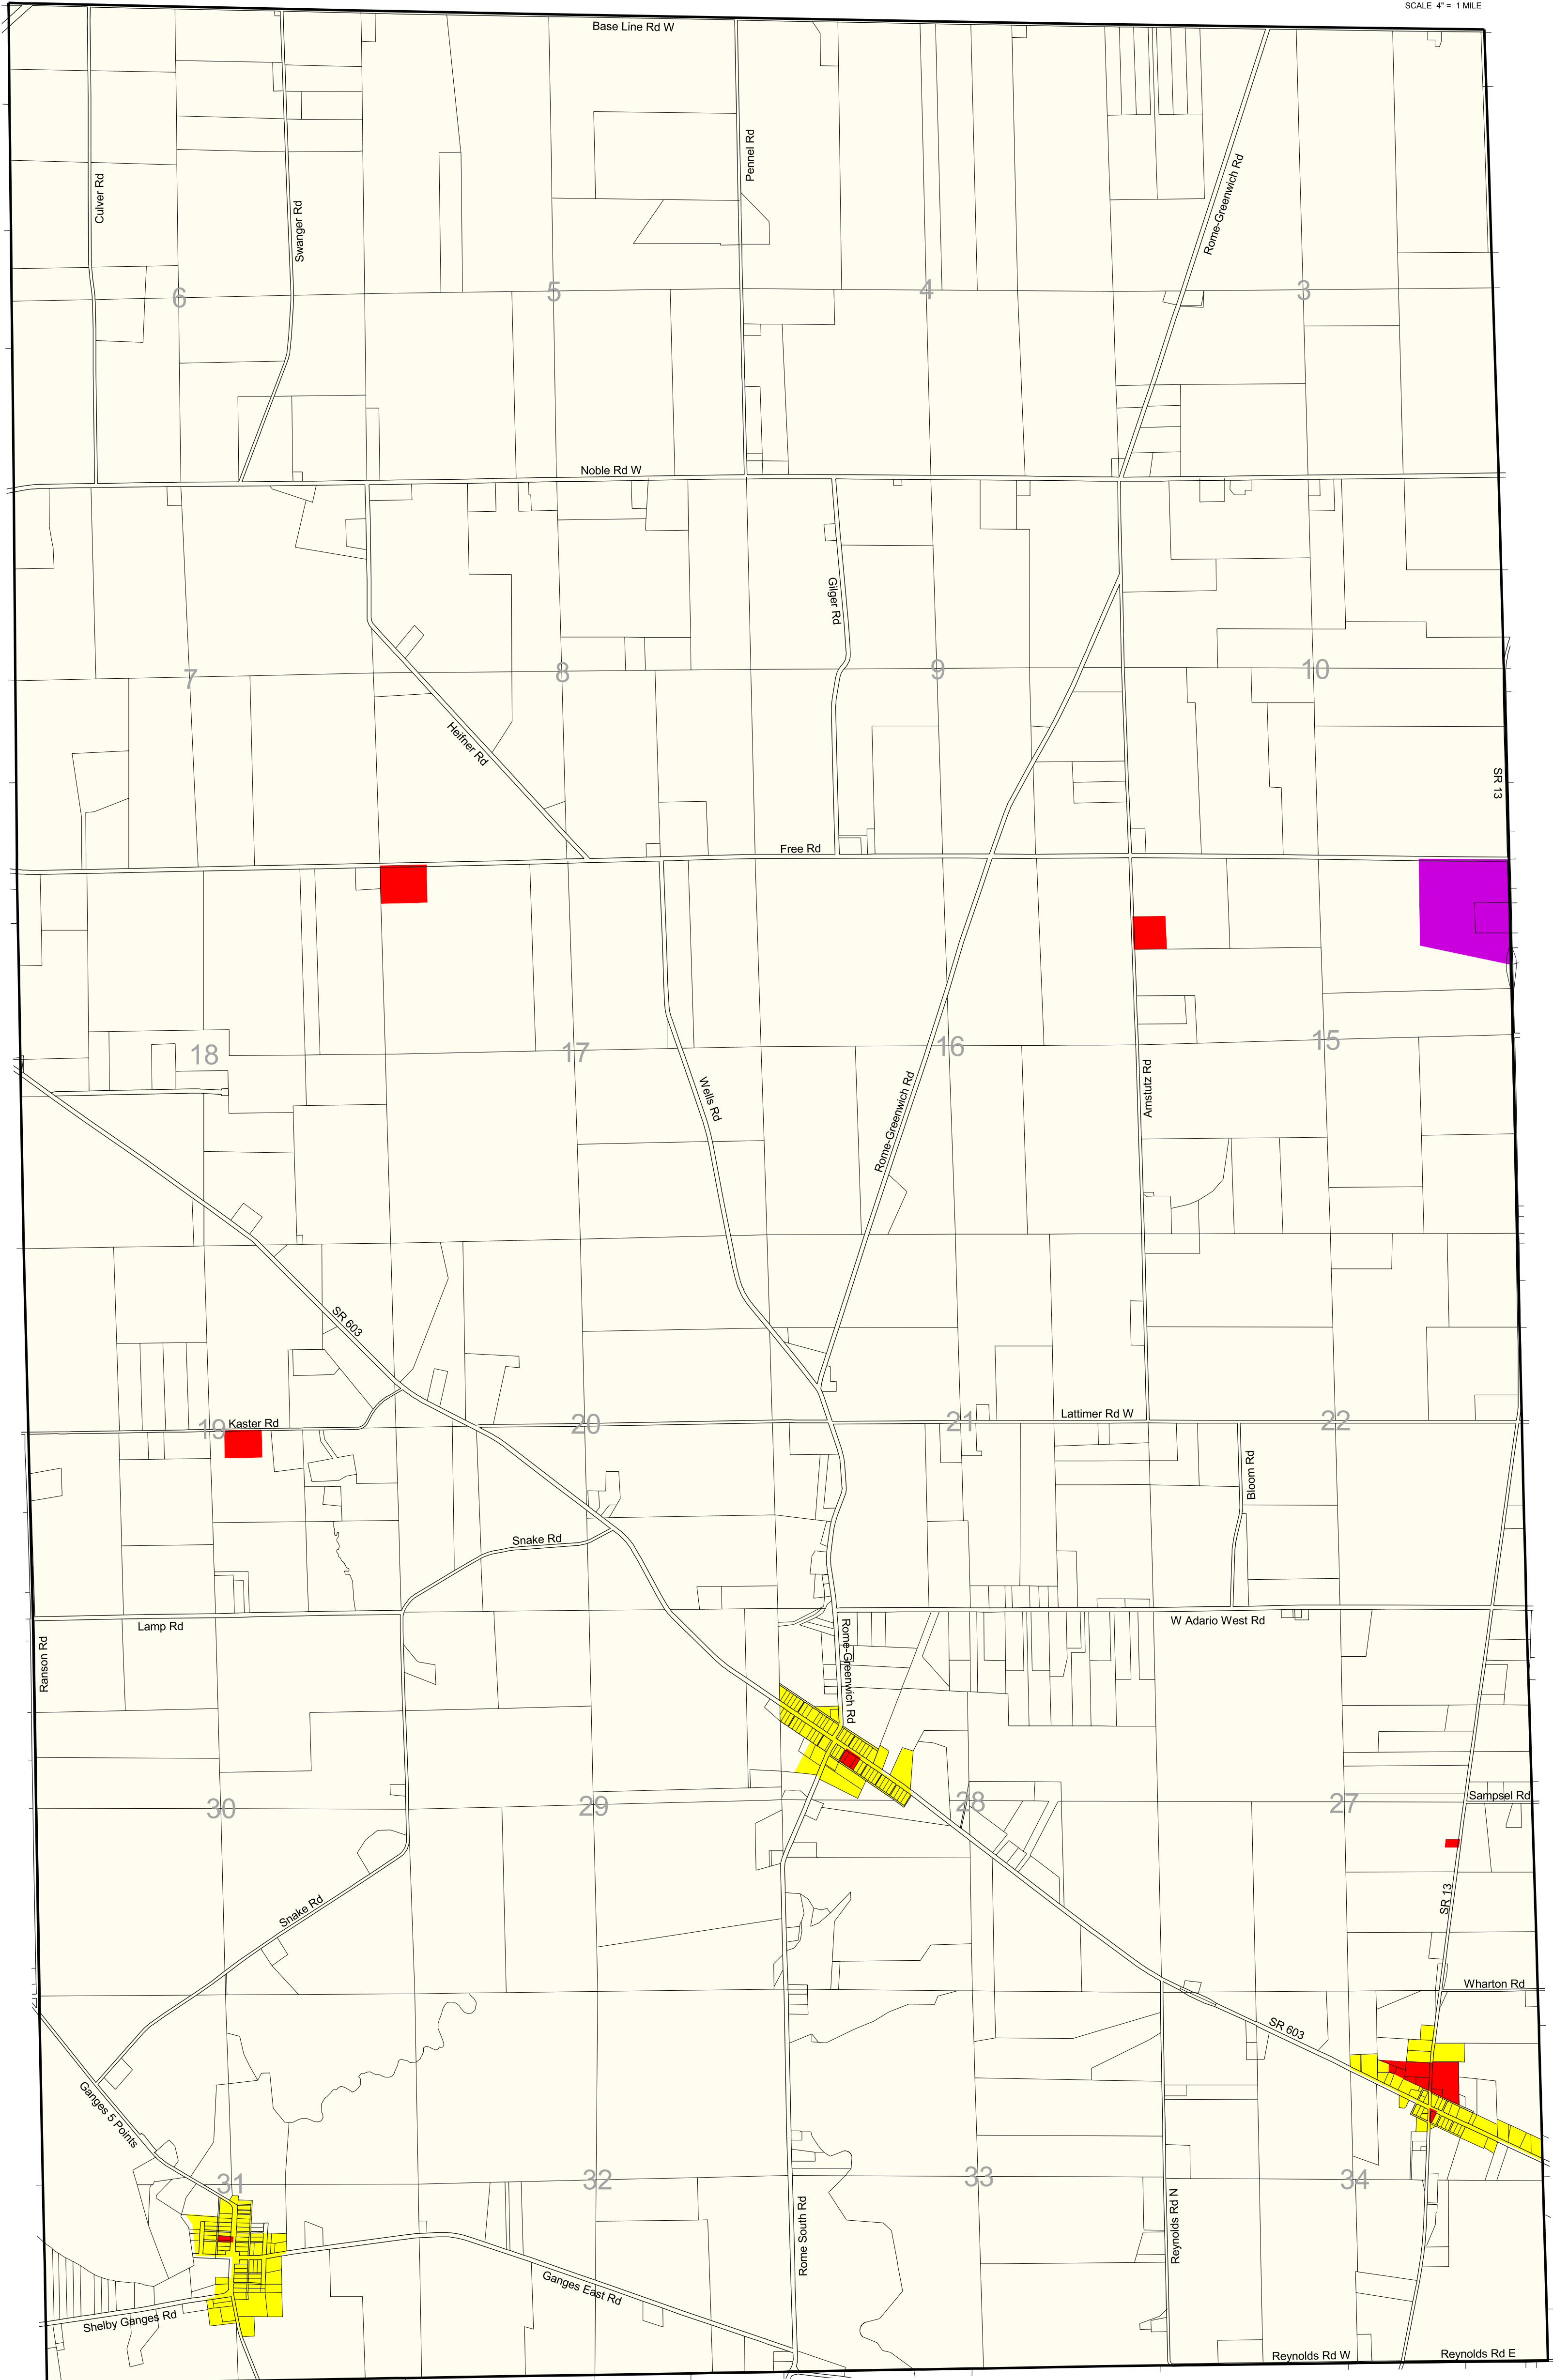 SCALE 4" = 1 MILE
Base Line Rd W
Culver Rd
Swanger Rd
Pennel Rd
Rome-Greenwich Rd
6
5
4
3
Noble Rd W
Gilger Rd
7
8
9
10
Heifner Rd
SR 13
Free Rd
18
17
16
15
Wells Rd
Rome-Greenwich Rd
Amstutz Rd
SR 603
19
Kaster Rd
20
21
Lattimer Rd W
22
Bloom Rd
Snake Rd
Lamp Rd
W Adario West Rd
Ranson Rd
Rome-Greenwich Rd
30
29
28
27
Sampsel Rd
Snake Rd
SR 13
Wharton Rd
SR 603
Ganges 5 Points
31
32
33
34
Rome South Rd
Reynolds Rd N
Ganges East Rd
Shelby Ganges Rd
Reynolds Rd W
Reynolds Rd E